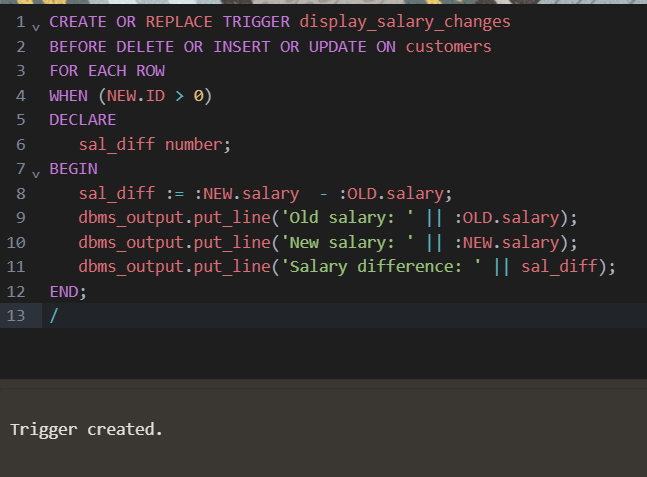 1 CREATE OR REPLACE TRIGGER display_salary_changes
2 BEFORE DELETE OR INSERT OR UPDATE ON customers
3 FOR EACH ROW
4 WHEN (NEW.ID > 0)
5 DECLARE
6    sal_diff number;
7 BEGIN
8    sal_diff := :NEW.salary  - :OLD.salary;
9    dbms_output.put_line('Old salary: ' || :OLD.salary);
10    dbms_output.put_line('New salary: ' || :NEW.salary);
11    dbms_output.put_line('Salary difference: ' || sal_diff);
12 END;
13 /
Trigger created.